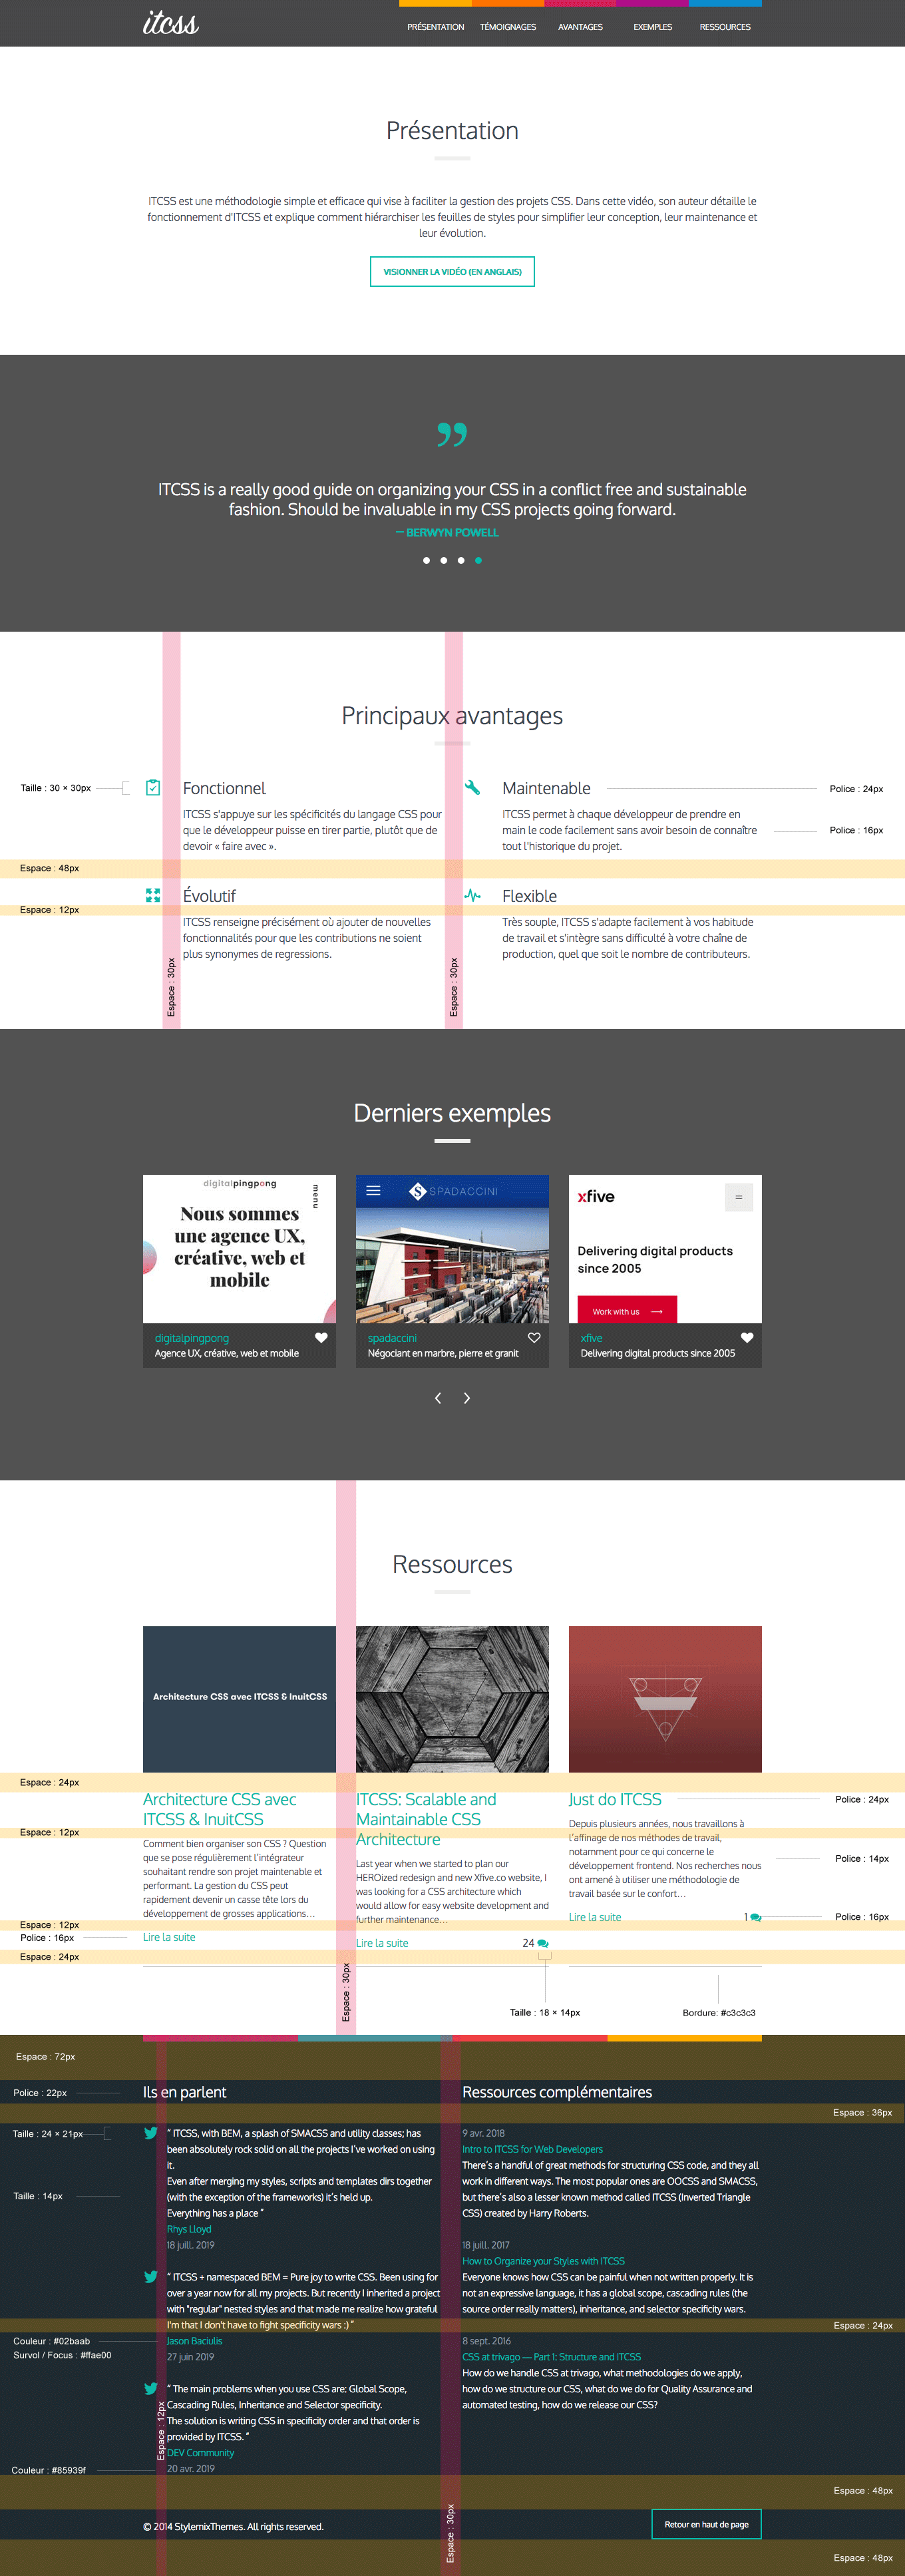 itcss
PRÉSENTATION TÉMOIGNAGES AVANTAGES EXEMPLES RESSOURCES
Présentation
ITCSS est une méthodologie simple et efficace qui vise à faciliter la gestion des projets CSS. Dans cette vidéo, son auteur détaille le
fonctionnement d'ITCSS et explique comment hiérarchiser les feuilles de styles pour simplifier leur conception, leur maintenance et
leur évolution.
VISIONNER LA VIDÉO (EN ANGLAIS)
”
ITCSS is a really good guide on organizing your CSS in a conflict free and sustainable
fashion. Should be invaluable in my CSS projects going forward.
— BERWYN POWELL
Principaux avantages
Taille : 30 × 30px
Fonctionnel
ITCSS s'appuye sur les spécificités du langage CSS pour
que le développeur puisse en tirer partie, plutôt que de
devoir « faire avec ».
Maintenable
Police : 24px
ITCSS permet à chaque développeur de prendre en
main le code facilement sans avoir besoin de connaître
tout l'historique du projet.
Police : 16px
Espace : 48px
Évolutif
Espace : 12px
ITCSS renseigne précisément où ajouter de nouvelles
fonctionnalités pour que les contributions ne soient
plus synonymes de regressions.
Flexible
Très souple, ITCSS s'adapte facilement à vos habitude
de travail et s'intègre sans difficulté à votre chaîne de
production, quel que soit le nombre de contributeurs.
Espace : 30px
Espace : 30px
Derniers exemples
digitalpingpong
menu
Nous sommes
une agence UX,
créative, web et
mobile
digitalpingpong
Agence UX, créative, web et mobile
SPADACCINI
spadaccini
Négociant en marbre, pierre et granit
xfive
Delivering digital products
since 2005
Work with us
xfive
Delivering digital products since 2005
Ressources
Architecture CSS avec ITCSS & InuitCSS
Espace : 24px
Architecture CSS avec
ITCSS & InuitCSS
Espace : 12px
Comment bien organiser son CSS ? Question
que se pose régulièrement l'intégrateur
souhaitant rendre son projet maintenable et
performant. La gestion du CSS peut
rapidement devenir un casse tête lors du
développement de grosses applications…
Espace : 12px
Police : 16px
Lire la suite
Espace : 24px
ITCSS: Scalable and
Maintainable CSS
Architecture
Last year when we started to plan our
HEROized redesign and new Xfive.co website, I
was looking for a CSS architecture which
would allow for easy website development and
further maintenance…
Lire la suite 24
Just do ITCSS
Police : 24px
Depuis plusieurs années, nous travaillons à
l'affinage de nos méthodes de travail,
notamment pour ce qui concerne le
développement frontend. Nos recherches nous
ont amené à utiliser une méthodologie de
travail basée sur le confort…
Police : 14px
Lire la suite 1
Police : 16px
Espace : 30px
Taille : 18 × 14px
Bordure: #c3c3c3
Espace : 72px
Police : 22px
Ils en parlent
Taille : 24 × 21px
“ ITCSS, with BEM, a splash of SMACSS and utility classes; has
been absolutely rock solid on all the projects I've worked on using
it.
Even after merging my styles, scripts and templates dirs together
Taille : 14px
(with the exception of the frameworks) it's held up.
Everything has a place ”
Rhys Lloyd
18 juill. 2019
“ ITCSS + namespaced BEM = Pure joy to write CSS. Been using for
over a year now for all my projects. But recently I inherited a project
with "regular" nested styles and that made me realize how grateful
I'm that I don't have to fight specificity wars :) ”
Couleur : #02baab
Jason Baciulis
Survol / Focus : #ffae00
27 juin 2019
“ The main problems when you use CSS are: Global Scope,
Cascading Rules, Inheritance and Selector specificity.
The solution is writing CSS in specificity order and that order is
provided by ITCSS. ”
Espace : 12px
DEV Community
Couleur : #85939f
20 avr. 2019
Ressources complémentaires
Espace : 36px
9 avr. 2018
Intro to ITCSS for Web Developers
There's a handful of great methods for structuring CSS code, and they all
work in different ways. The most popular ones are OOCSS and SMACSS,
but there's also a lesser known method called ITCSS (Inverted Triangle
CSS) created by Harry Roberts.
18 juill. 2017
How to Organize your Styles with ITCSS
Everyone knows how CSS can be painful when not written properly. It is
not an expressive language, it has a global scope, cascading rules (the
source order really matters), inheritance, and selector specificity wars.
Espace : 24px
8 sept. 2016
CSS at trivago — Part 1: Structure and ITCSS
How do we handle CSS at trivago, what methodologies do we apply,
how do we structure our CSS, what do we do for Quality Assurance and
automated testing, how do we release our CSS?
Espace : 48px
© 2014 StylemixThemes. All rights reserved.
Espace : 30px
Retour en haut de page
Espace : 48px